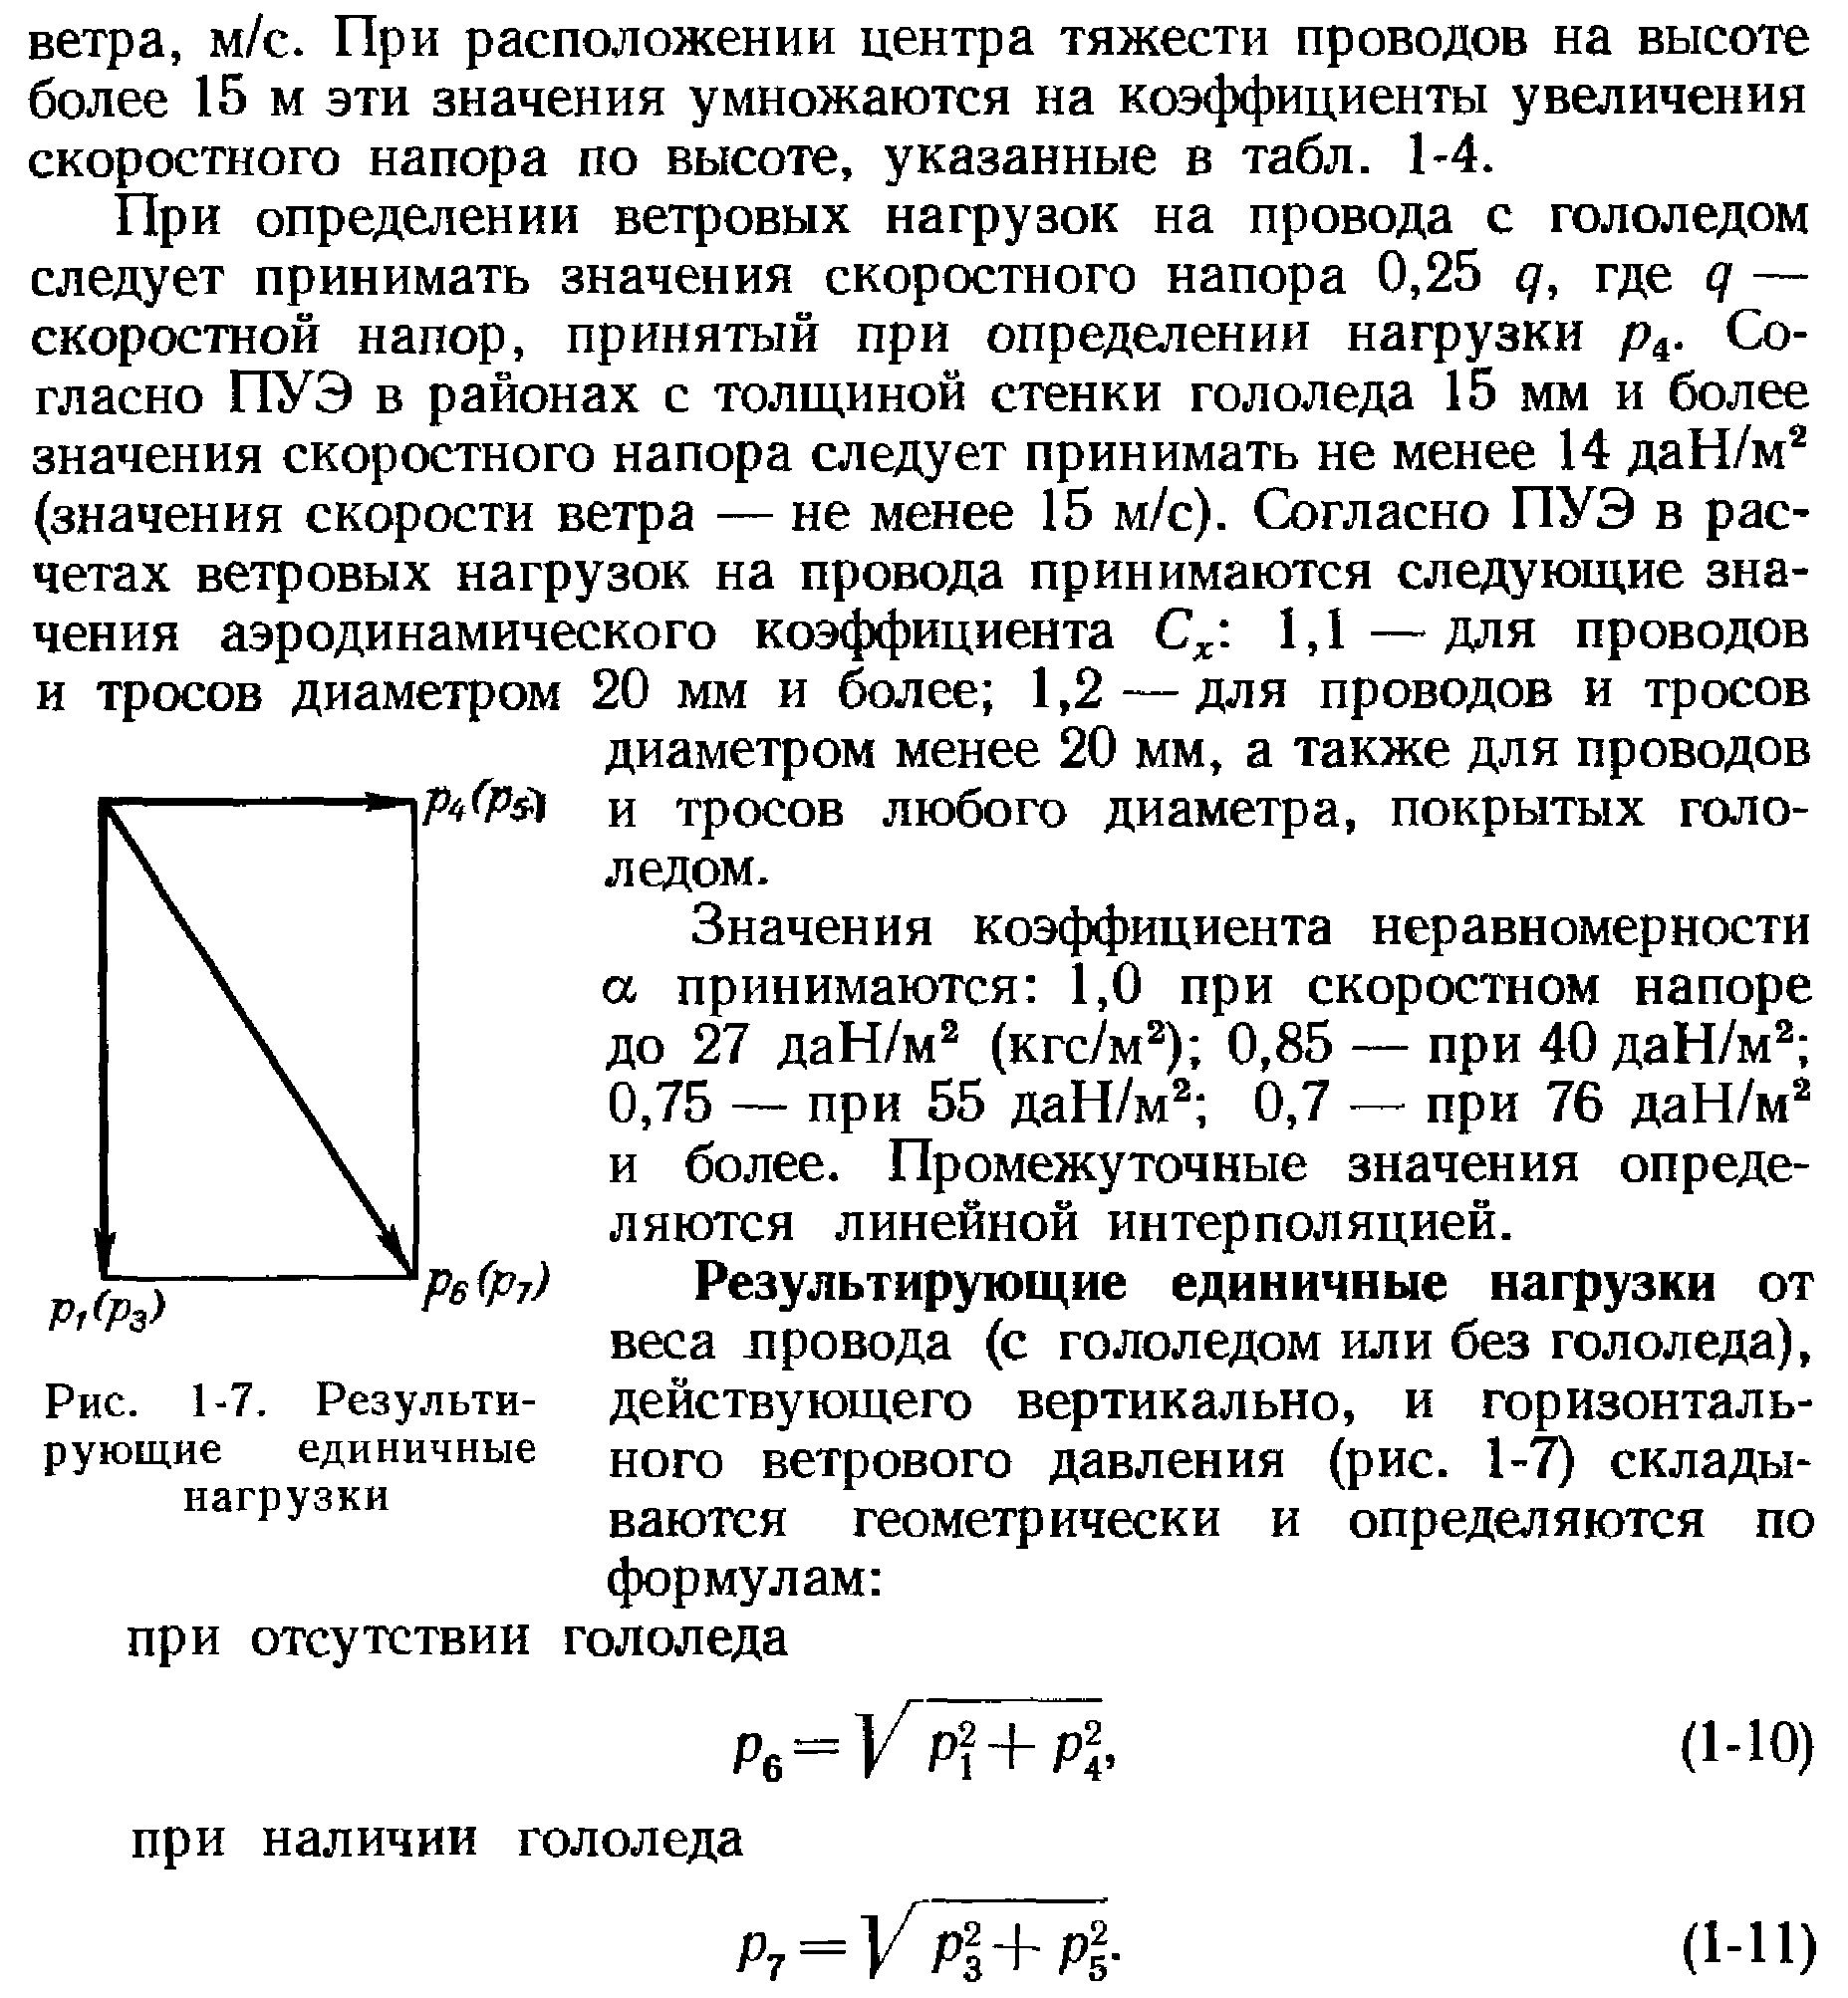 ветра, м/с. При расположении центра тяжести проводов на высоте
более 15 м эти значения умножаются на коэффициенты увеличения
скоростного напора по высоте, указанные в табл. 1-4.
При определении ветровых нагрузок на провода с гололедом
следует принимать значения скоростного напора 0,25 q, где q —
скоростной напор, принятый при определении нагрузки p₄. Со-
гласно ПУЭ в районах с толщиной стенки гололеда 15 мм и более
значения скоростного напора следует принимать не менее 14 даН/м²
(значения скорости ветра — не менее 15 м/с). Согласно ПУЭ в рас-
четах ветровых нагрузок на провода принимаются следующие зна-
чения аэродинамического коэффициента Cₓ: 1,1 — для проводов
и тросов диаметром 20 мм и более; 1,2 — для проводов и тросов
диаметром менее 20 мм, а также для проводов
и тросов любого диаметра, покрытых голо-
ледом.
Значения коэффициента неравномерности
α принимаются: 1,0 при скоростном напоре
до 27 даН/м² (кгс/м²); 0,85 — при 40 даН/м²;
0,75 — при 55 даН/м²; 0,7 — при 76 даН/м²
и более. Промежуточные значения опреде-
ляются линейной интерполяцией.
Результирующие единичные нагрузки от
веса провода (с гололедом или без гололеда),
действующего вертикально, и горизонталь-
ного ветрового давления (рис. 1-7) склады-
ваются геометрически и определяются по
формулам:
p₄(p₅)
p₆(p₇)
p₁(p₃)
Рис. 1-7. Результи-
рующие единичные
нагрузки
при отсутствии гололеда
p₆ = √(p₁² + p₄²), (1-10)
при наличии гололеда
p₇ = √(p₃² + p₅²). (1-11)